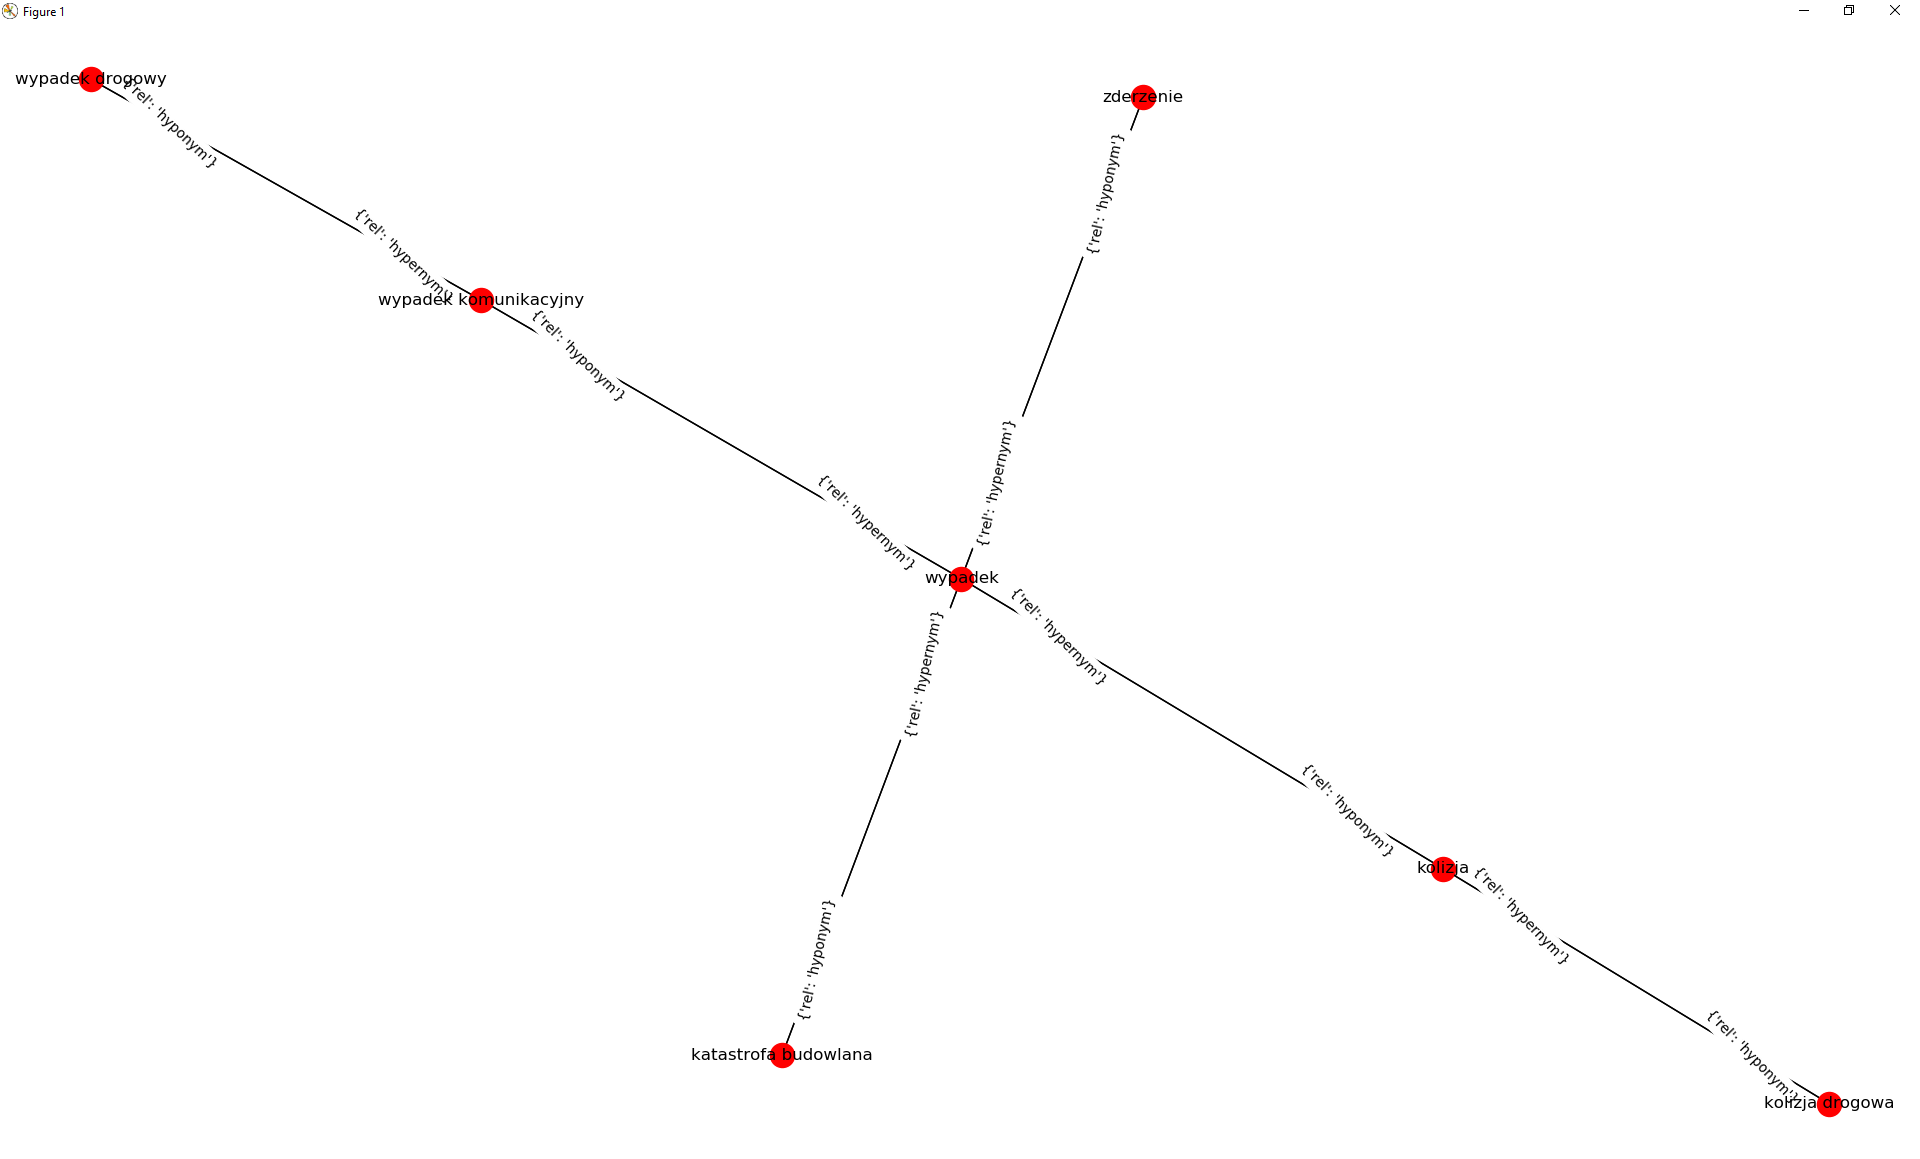 Figure 1
wypadek drogowy
zderzenie
{'rel': 'hyponym'}
{'rel': 'hyponym'}
{'rel': 'hypernym'}
wypadek komunikacyjny
{'rel': 'hyponym'}
{'rel': 'hypernym'}
{'rel': 'hypernym'}
wypadek
{'rel': 'hypernym'}
{'rel': 'hypernym'}
{'rel': 'hyponym'}
kolizja
{'rel': 'hypernym'}
{'rel': 'hyponym'}
katastrofa budowlana
{'rel': 'hyponym'}
kolizja drogowa